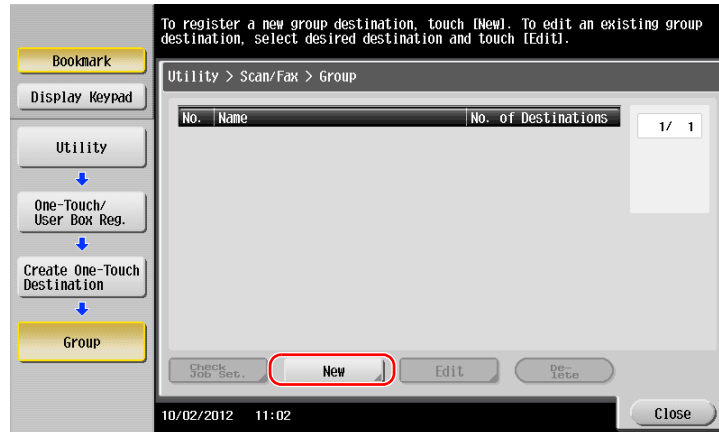 To register a new group destination, touch [New]. To edit an existing group
destination, select desired destination and touch [Edit].
Bookmark
Display Keypad
Utility
One-Touch/
User Box Reg.
Create One-Touch
Destination
Group
Utility > Scan/Fax > Group
No. Name No. of Destinations
1/ 1
Check
Job Set.
New
Edit
De-
lete
10/02/2012 11:02
Close